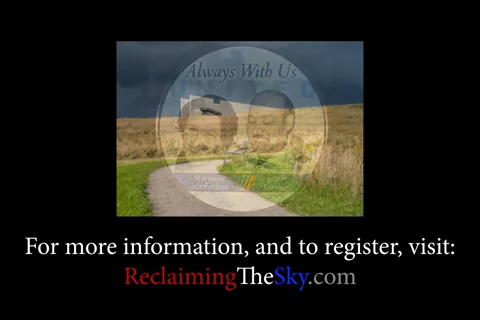 Always With Us
For more information, and to register, visit:
ReclaimingTheSky.com